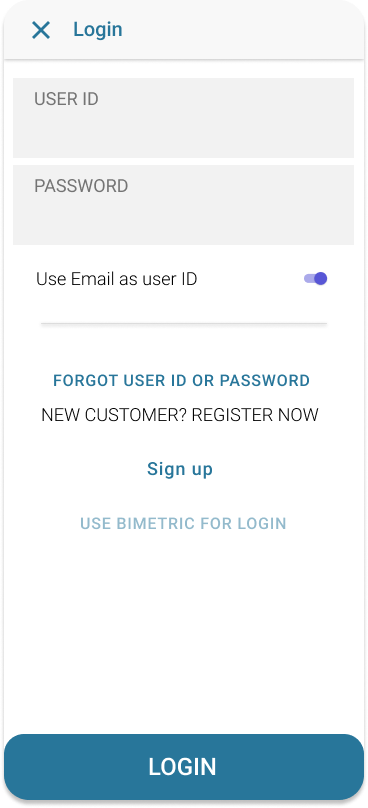 Login
USER ID
PASSWORD
Use Email as user ID
FORGOT USER ID OR PASSWORD
NEW CUSTOMER? REGISTER NOW
Sign up
USE BIMETRIC FOR LOGIN
LOGIN